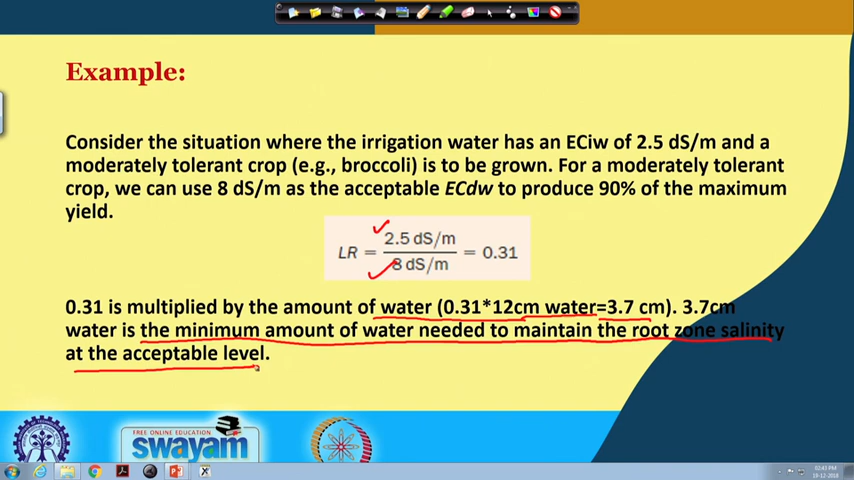 Example:
Consider the situation where the irrigation water has an ECiw of 2.5 dS/m and a
moderately tolerant crop (e.g., broccoli) is to be grown. For a moderately tolerant
crop, we can use 8 dS/m as the acceptable ECdw to produce 90% of the maximum
yield.
LR = 2.5 dS/m / 8 dS/m = 0.31
0.31 is multiplied by the amount of water (0.31*12cm water=3.7 cm). 3.7cm
water is the minimum amount of water needed to maintain the root zone salinity
at the acceptable level.
FREE ONLINE EDUCATION
swayam
02:41 PM